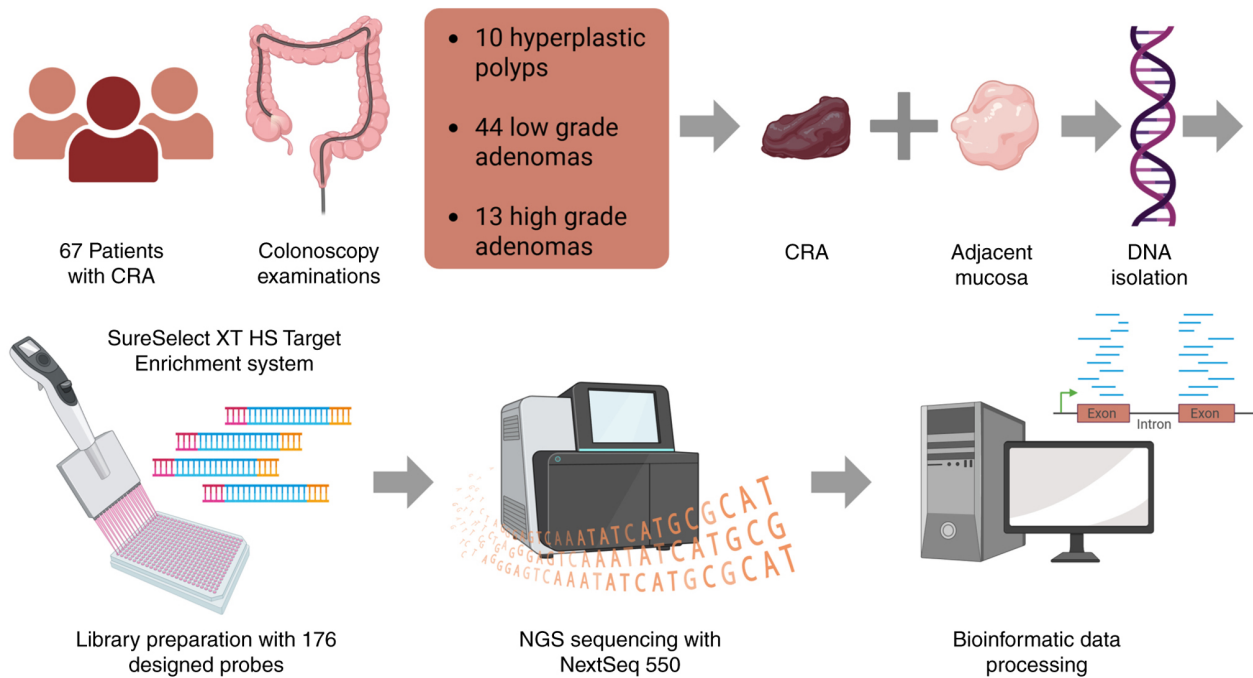 • 10 hyperplastic
polyps
• 44 low grade
adenomas
• 13 high grade
adenomas
67 Patients
with CRA
Colonoscopy
examinations
CRA
Adjacent
mucosa
DNA
isolation
SureSelect XT HS Target
Enrichment system
Exon
Intron
Exon
AGGGAGTCAAATATCATGCGCAT
Library preparation with 176
designed probes
NGS sequencing with
NextSeq 550
Bioinformatic data
processing